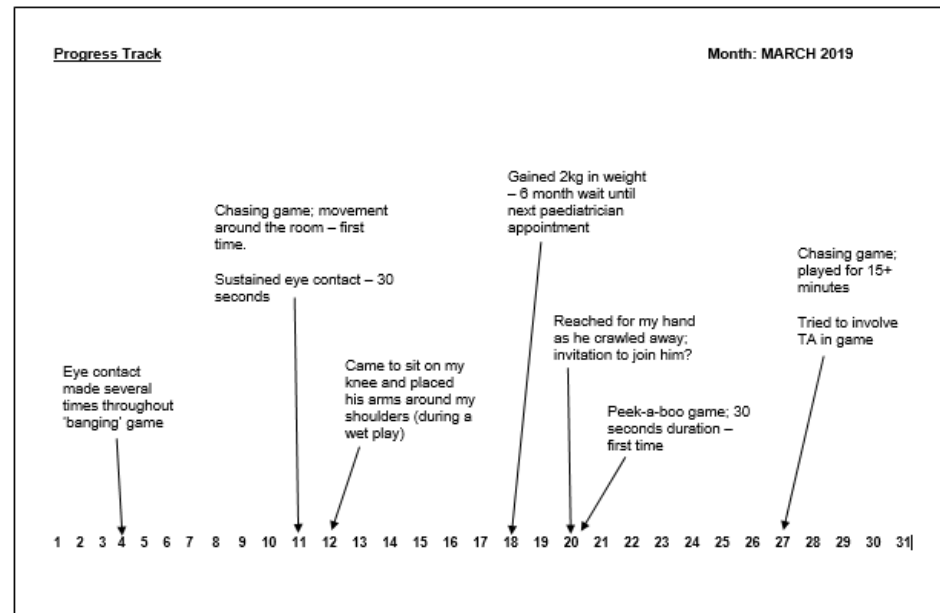 Progress Track
Month: MARCH 2019
Gained 2kg in weight
– 6 month wait until
next paediatrician
appointment
Chasing game; movement
around the room – first
time.
Sustained eye contact – 30
seconds
Chasing game;
played for 15+
minutes
Tried to involve
TA in game
Reached for my hand
as he crawled away;
invitation to join him?
Came to sit on my
knee and placed
his arms around my
shoulders (during a
wet play)
Eye contact
made several
times throughout
'banging' game
Peek-a-boo game; 30
seconds duration –
first time
1 2 3 4 5 6 7 8 9 10 11 12 13 14 15 16 17 18 19 20 21 22 23 24 25 26 27 28 29 30 31